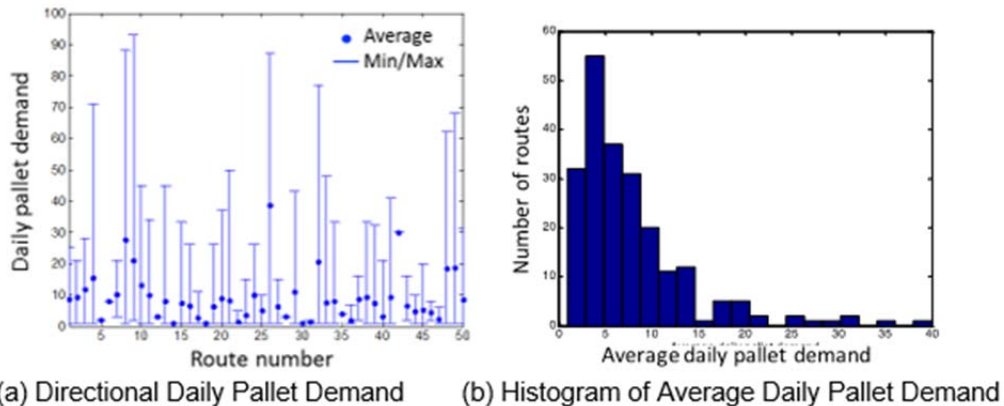 100
90
80
70
60
50
40
30
20
10
0
5 10 15 20 25 30 35 40 45 50
Daily pallet demand
Route number
Average
Min/Max
(a) Directional Daily Pallet Demand
60
50
40
30
20
10
0
0 5 10 15 20 25 30 35 40
Number of routes
Average daily pallet demand
(b) Histogram of Average Daily Pallet Demand